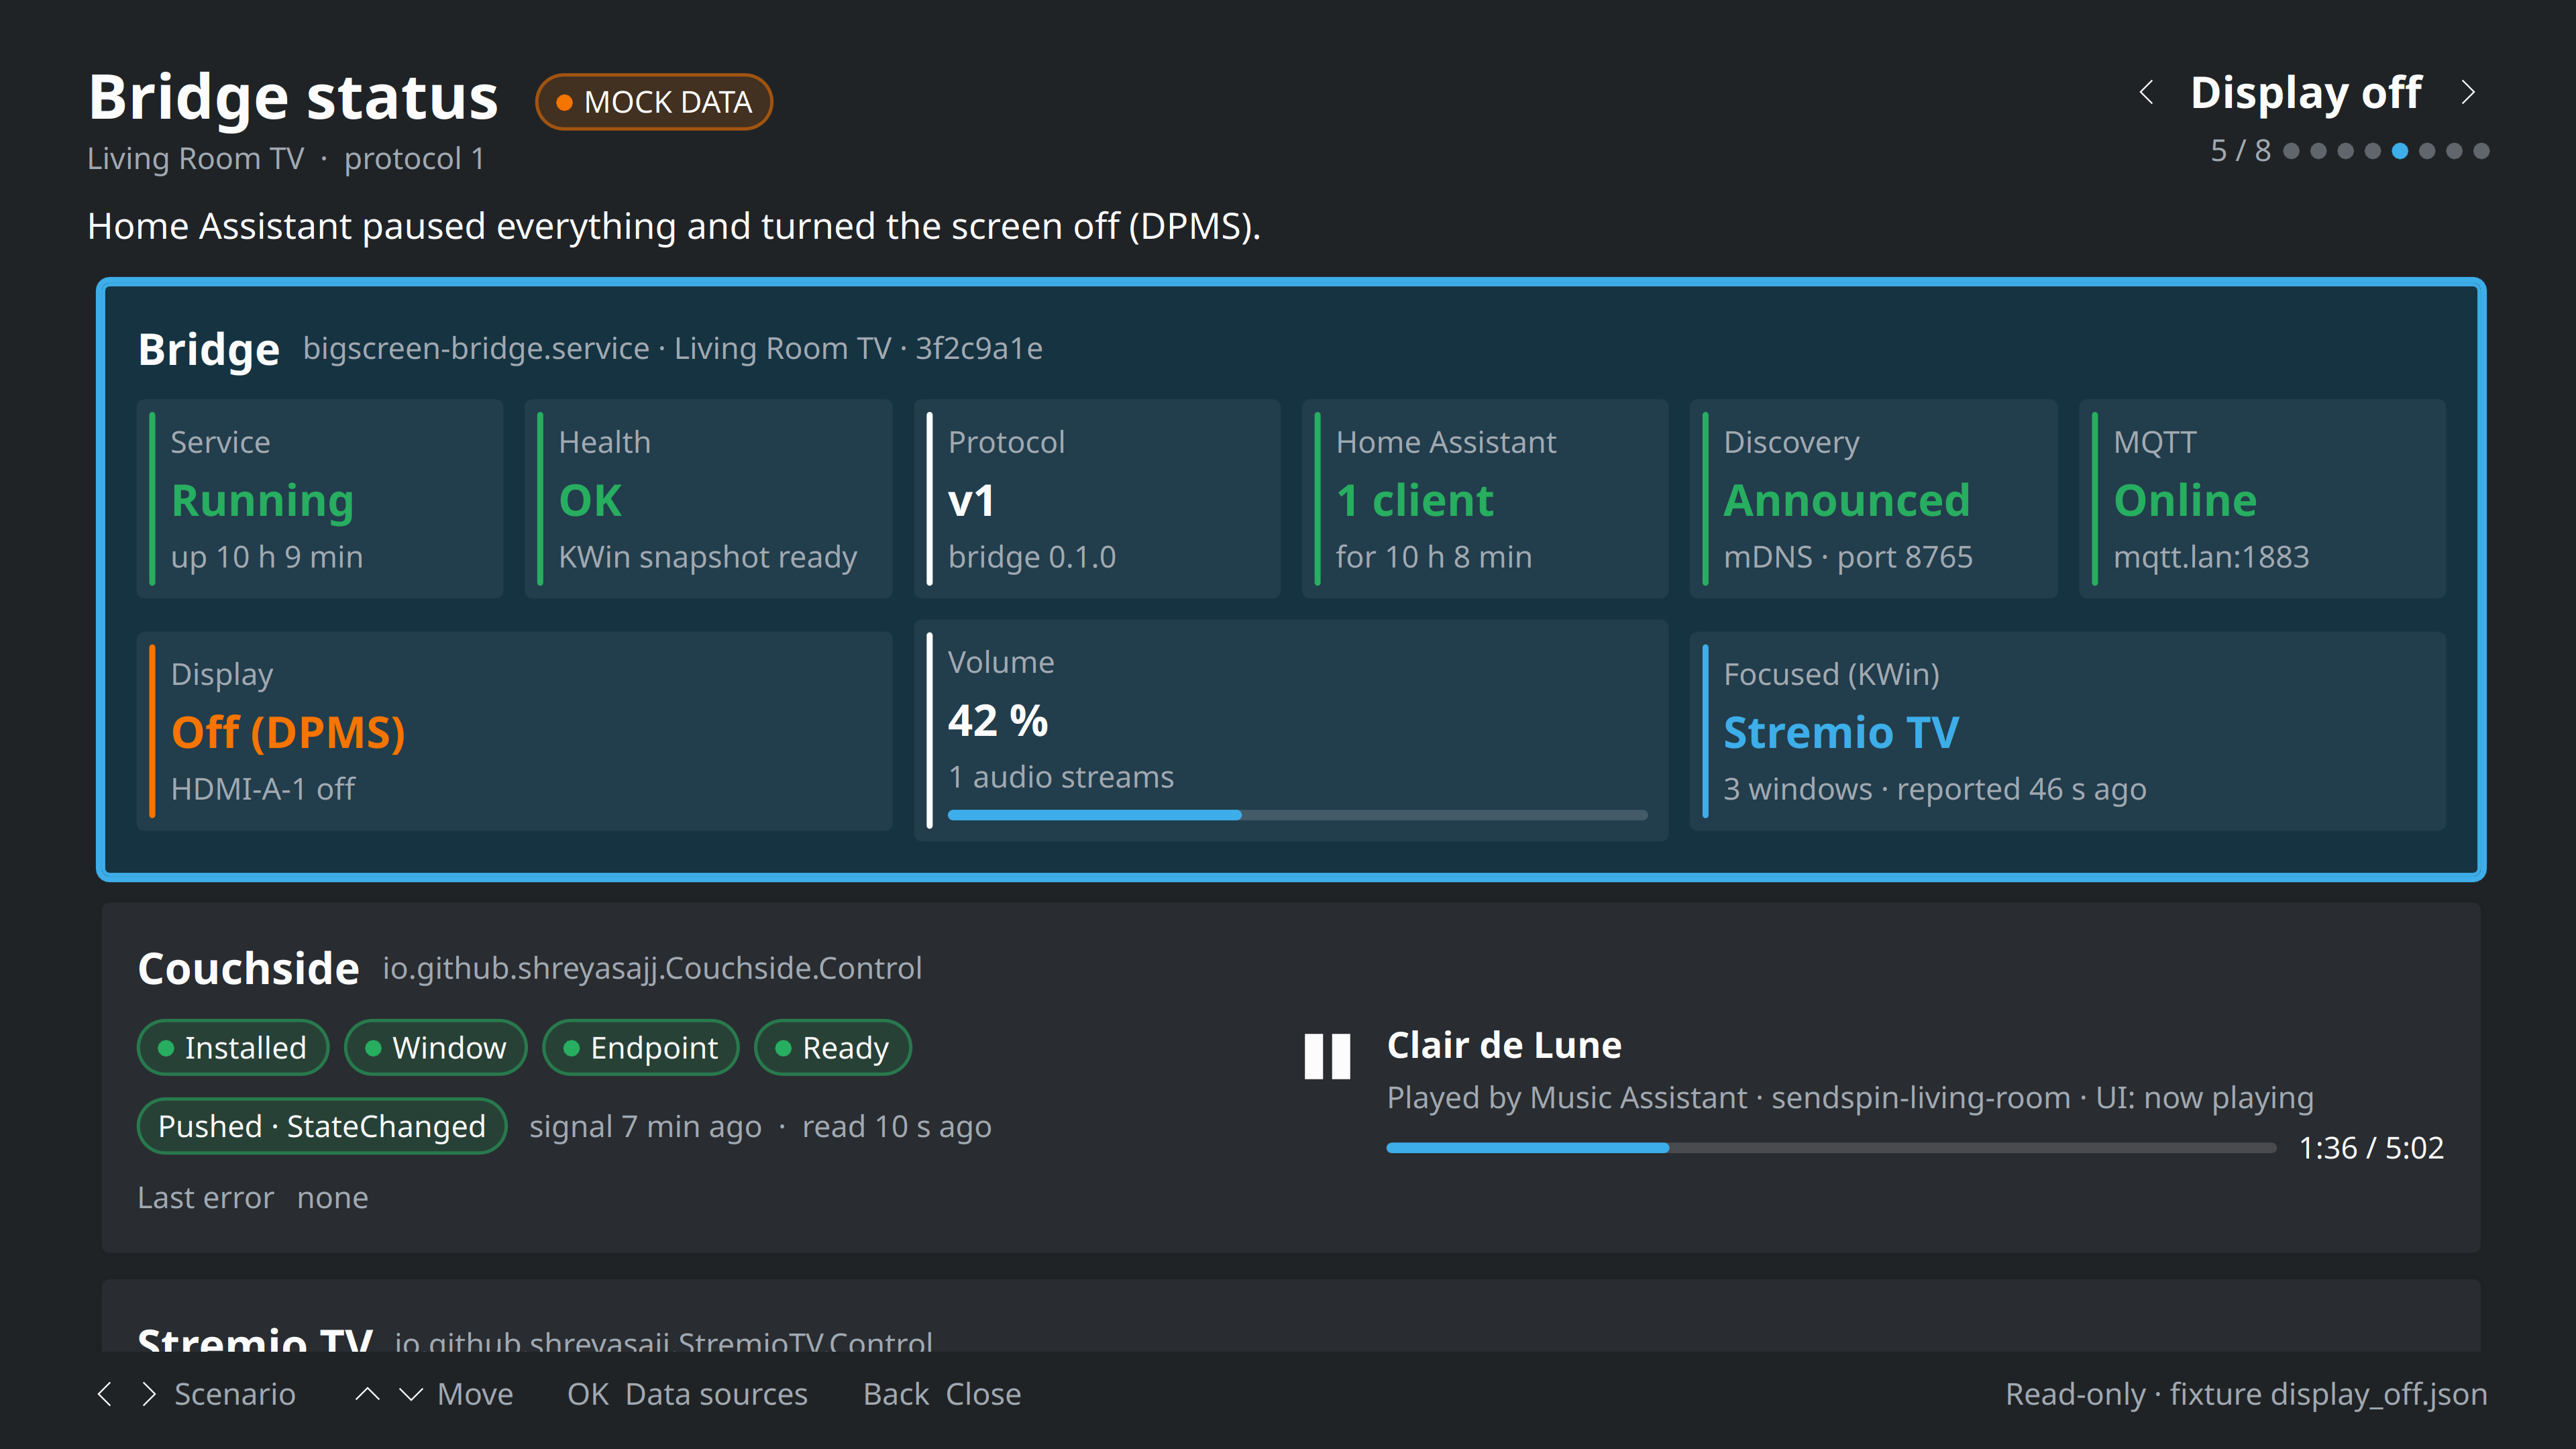 Bridge status
MOCK DATA
Display off
Living Room TV · protocol 1
5 / 8
Home Assistant paused everything and turned the screen off (DPMS).
Bridge bigscreen-bridge.service · Living Room TV · 3f2c9a1e
Service
Running
up 10 h 9 min
Health
OK
KWin snapshot ready
Protocol
v1
bridge 0.1.0
Home Assistant
1 client
for 10 h 8 min
Discovery
Announced
mDNS · port 8765
MQTT
Online
mqtt.lan:1883
Display
Off (DPMS)
HDMI-A-1 off
Volume
42 %
1 audio streams
Focused (KWin)
Stremio TV
3 windows · reported 46 s ago
Couchside io.github.shreyasajj.Couchside.Control
Installed Window Endpoint Ready
Pushed · StateChanged signal 7 min ago · read 10 s ago
Last error none
Clair de Lune
Played by Music Assistant · sendspin-living-room · UI: now playing
1:36 / 5:02
Stremio TV io.github.shreyasajj.StremioTV.Control
Scenario Move OK Data sources Back Close
Read-only · fixture display_off.json